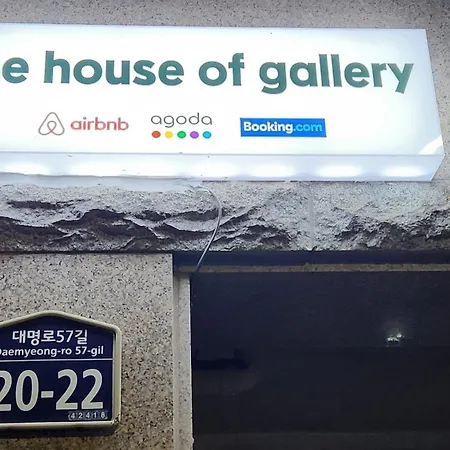 e house of gallery
airbnb agoda Booking.com
대명로57길
Daemyeong-ro 57-gil
20-22
42418